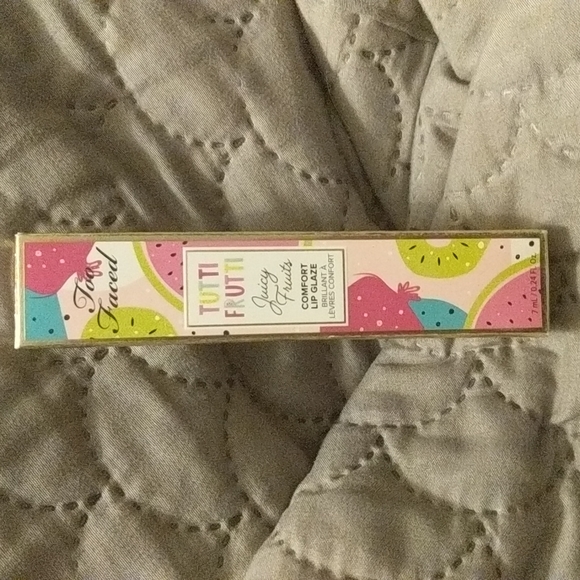 Too
Faced
TUTTI
FRUTTI
Juicy
Fruits
COMFORT
LIP GLAZE
BRILLANT À
LÈVRES CONFORT
7 mL / 0.24 Fl. Oz.